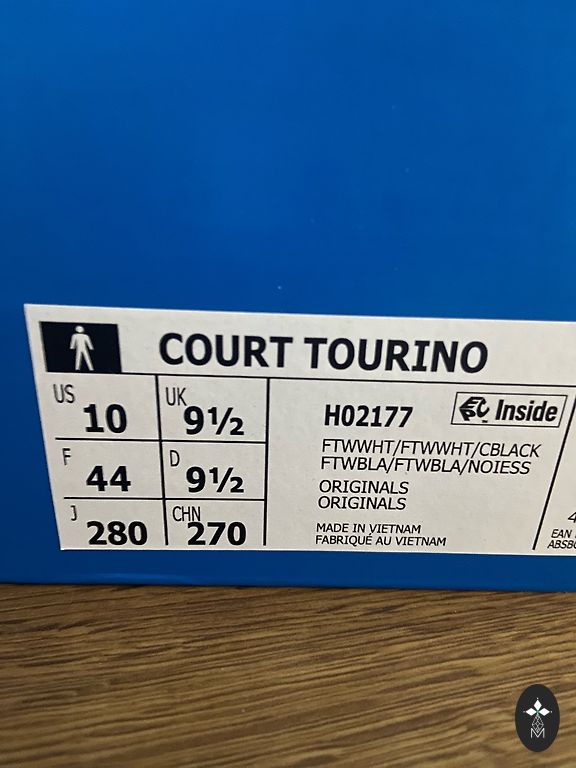 COURT TOURINO
US 10 UK 9½
F 44 D 9½
J 280 CHN 270
H02177 Inside
FTWWHT/FTWWHT/CBLACK
FTWBLA/FTWBLA/NOIESS
ORIGINALS
ORIGINALS
MADE IN VIETNAM
FABRIQUÉ AU VIETNAM
EAN
M